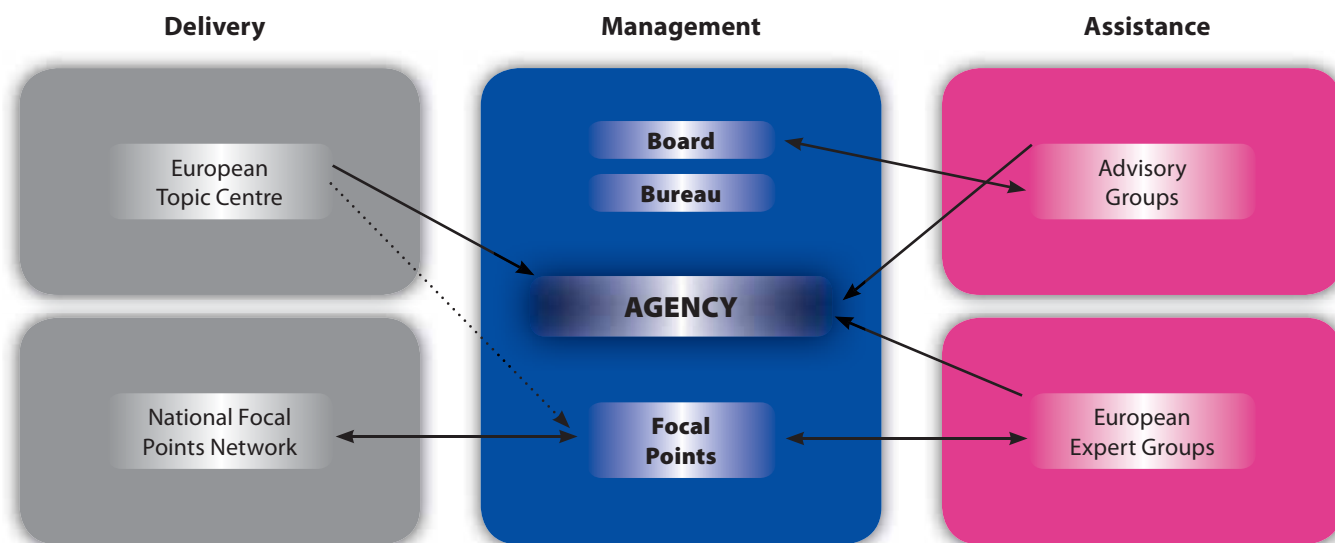 Delivery
Management
Assistance
European
Topic Centre
Board
Bureau
Advisory
Groups
AGENCY
National Focal
Points Network
Focal
Points
European
Expert Groups